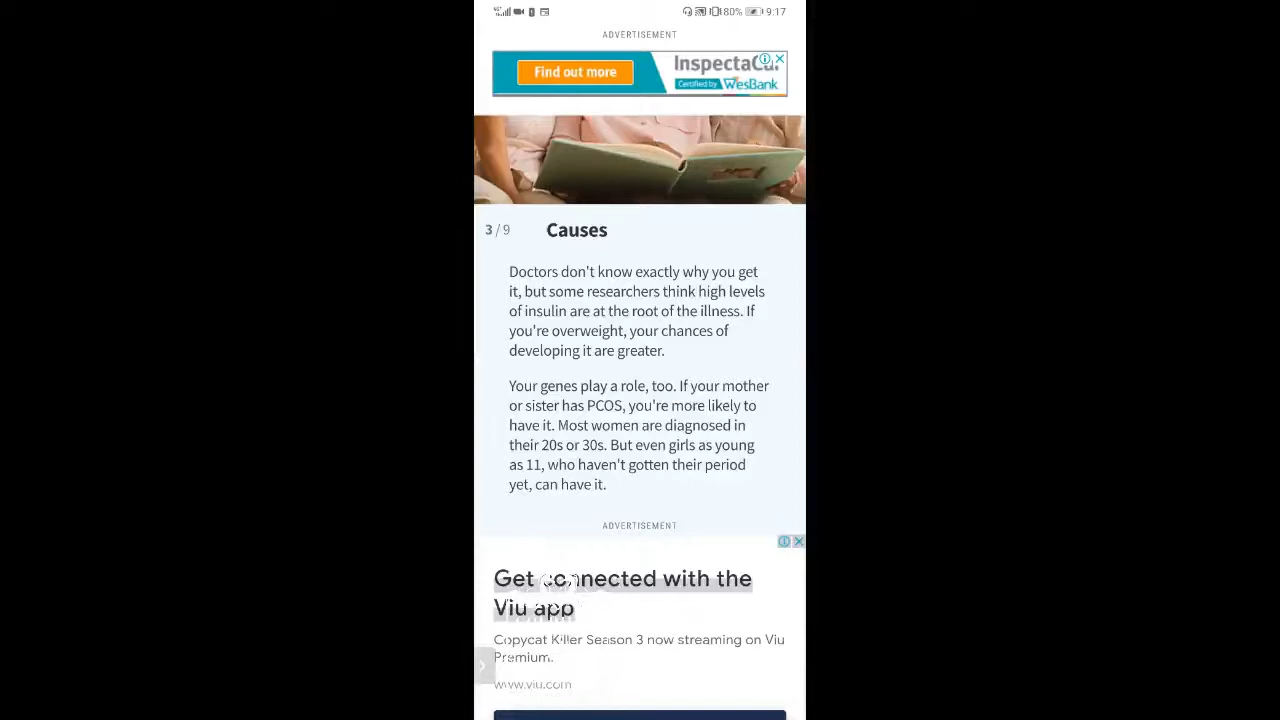 80% 9:17
ADVERTISEMENT
Find out more
InspectaCar
Certified by WesBank
3 / 9 Causes
Doctors don't know exactly why you get
it, but some researchers think high levels
of insulin are at the root of the illness. If
you're overweight, your chances of
developing it are greater.
Your genes play a role, too. If your mother
or sister has PCOS, you're more likely to
have it. Most women are diagnosed in
their 20s or 30s. But even girls as young
as 11, who haven't gotten their period
yet, can have it.
ADVERTISEMENT
Get connected with the
Viu app
Copycat Killer Season 3 now streaming on Viu
Premium.
www.viu.com